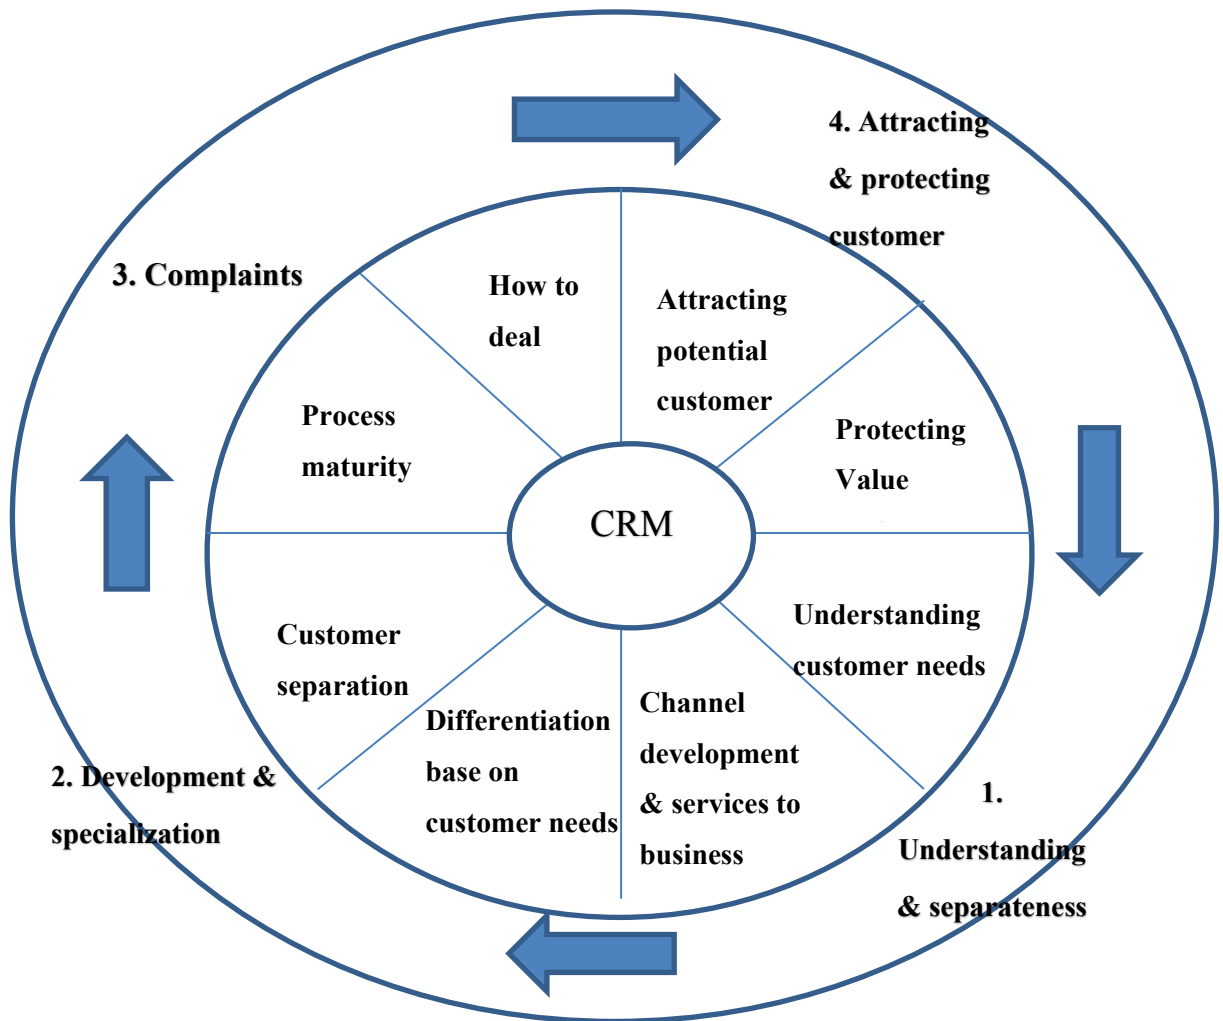 4. Attracting
& protecting
customer
3. Complaints
How to
deal
Attracting
potential
customer
Process
maturity
Protecting
Value
CRM
Customer
separation
Understanding
customer needs
Differentiation
base on
customer needs
Channel
development
& services to
business
2. Development &
specialization
1.
Understanding
& separateness